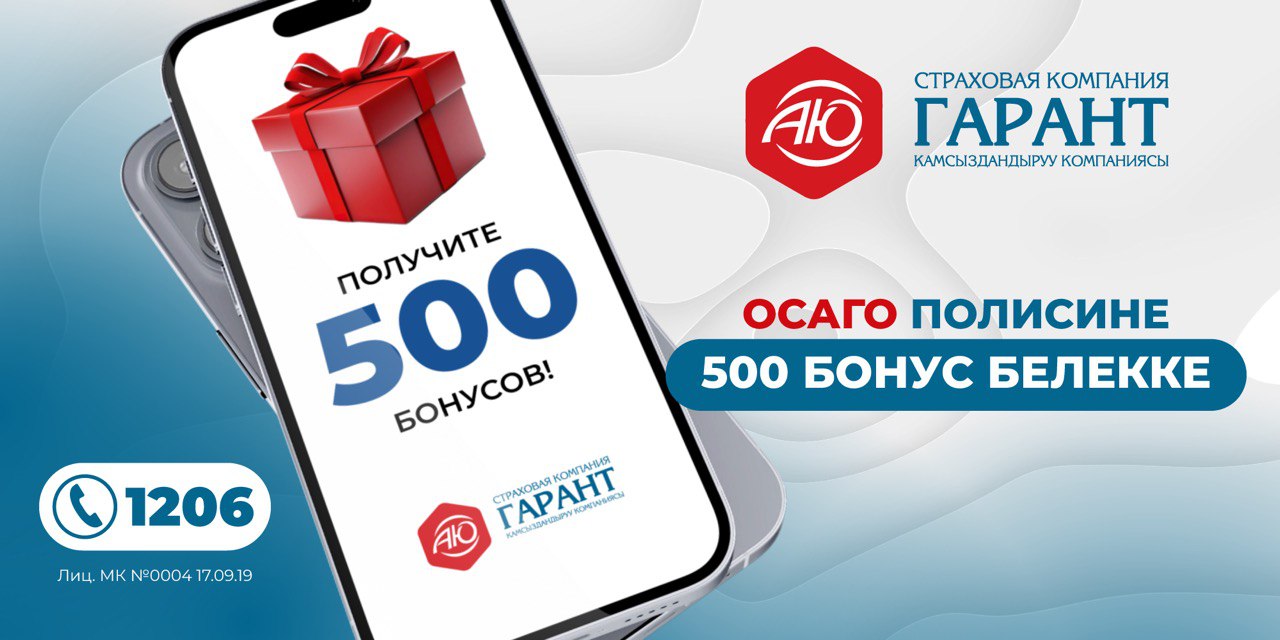 ПОЛУЧИТЕ
500
БОНУСОВ!
АЮ
СТРАХОВАЯ КОМПАНИЯ
ГАРАНТ
КАМСЫЗДАНДЫРУУ КОМПАНИЯСЫ
АЮ
СТРАХОВАЯ КОМПАНИЯ
ГАРАНТ
КАМСЫЗДАНДЫРУУ КОМПАНИЯСЫ
ОСАГО ПОЛИСИНЕ
500 БОНУС БЕЛЕККЕ
1206
Лиц. МК №0004 17.09.19